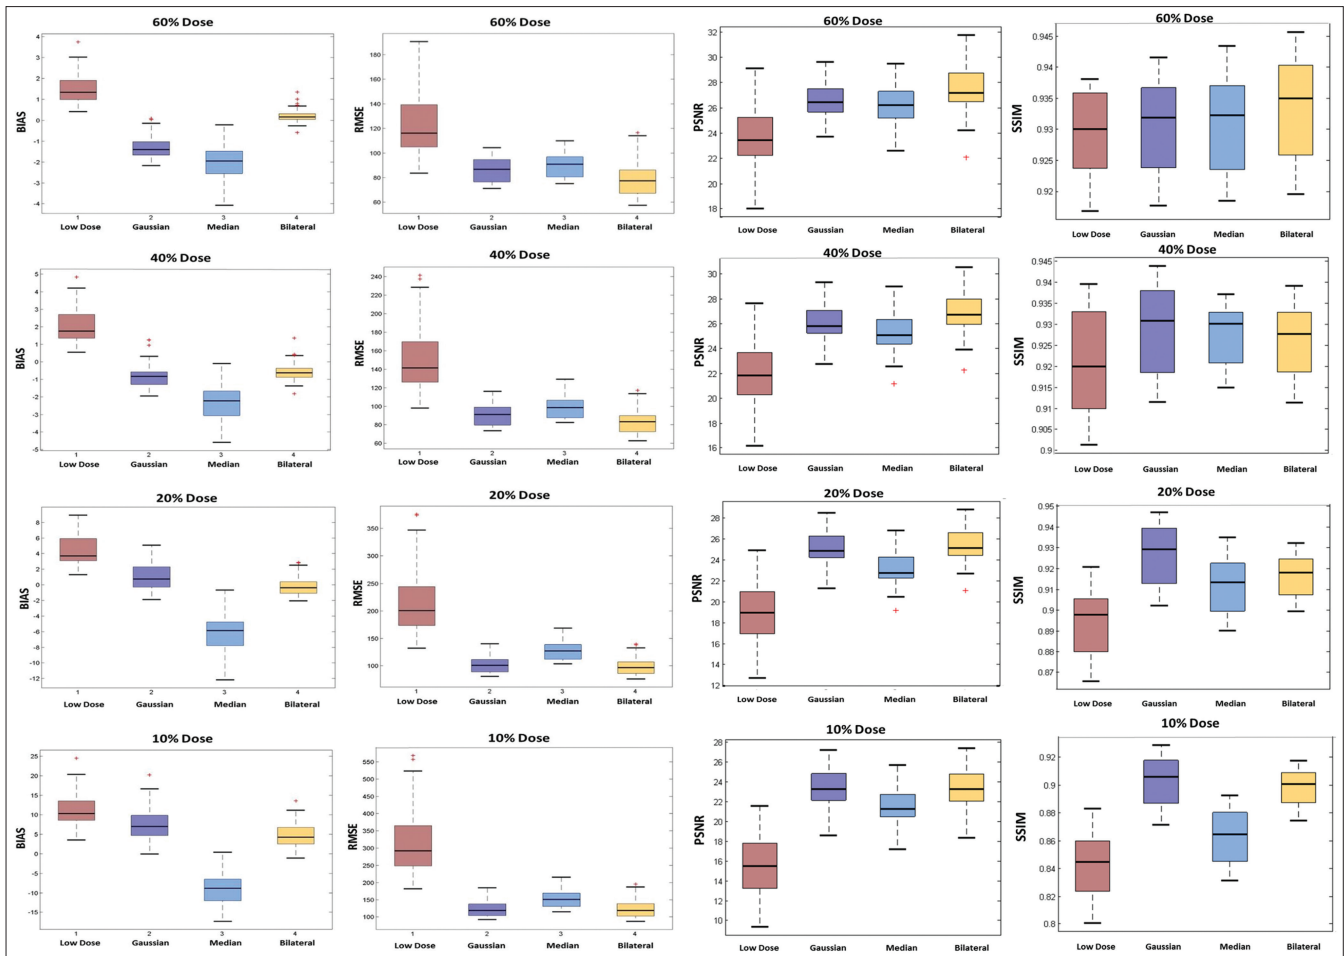 60% Dose
BIAS
4
3
2
1
0
-1
-2
-3
-4
1 2 3 4
Low Dose Gaussian Median Bilateral
60% Dose
RMSE
180
160
140
120
100
80
60
1 2 3 4
Low Dose Gaussian Median Bilateral
60% Dose
PSNR
32
30
28
26
24
22
20
18
Low Dose Gaussian Median Bilateral
60% Dose
SSIM
0.945
0.94
0.935
0.93
0.925
0.92
Low Dose Gaussian Median Bilateral
40% Dose
BIAS
5
4
3
2
1
0
-1
-2
-3
-4
-5
1 2 3 4
Low Dose Gaussian Median Bilateral
40% Dose
RMSE
240
220
200
180
160
140
120
100
80
60
1 2 3 4
Low Dose Gaussian Median Bilateral
40% Dose
PSNR
30
28
26
24
22
20
18
16
Low Dose Gaussian Median Bilateral
40% Dose
SSIM
0.945
0.94
0.935
0.93
0.925
0.92
0.915
0.91
0.905
0.9
Low Dose Gaussian Median Bilateral
20% Dose
BIAS
8
6
4
2
0
-2
-4
-6
-8
-10
-12
1 2 3 4
Low Dose Gaussian Median Bilateral
20% Dose
RMSE
350
300
250
200
150
100
1 2 3 4
Low Dose Gaussian Median Bilateral
20% Dose
PSNR
28
26
24
22
20
18
16
14
12
Low Dose Gaussian Median Bilateral
20% Dose
SSIM
0.95
0.94
0.93
0.92
0.91
0.9
0.89
0.88
0.87
Low Dose Gaussian Median Bilateral
10% Dose
BIAS
25
20
15
10
5
0
-5
-10
-15
1 2 3 4
Low Dose Gaussian Median Bilateral
10% Dose
RMSE
550
500
450
400
350
300
250
200
150
100
1 2 3 4
Low Dose Gaussian Median Bilateral
10% Dose
PSNR
28
26
24
22
20
18
16
14
12
10
Low Dose Gaussian Median Bilateral
10% Dose
SSIM
0.92
0.9
0.88
0.86
0.84
0.82
0.8
Low Dose Gaussian Median Bilateral